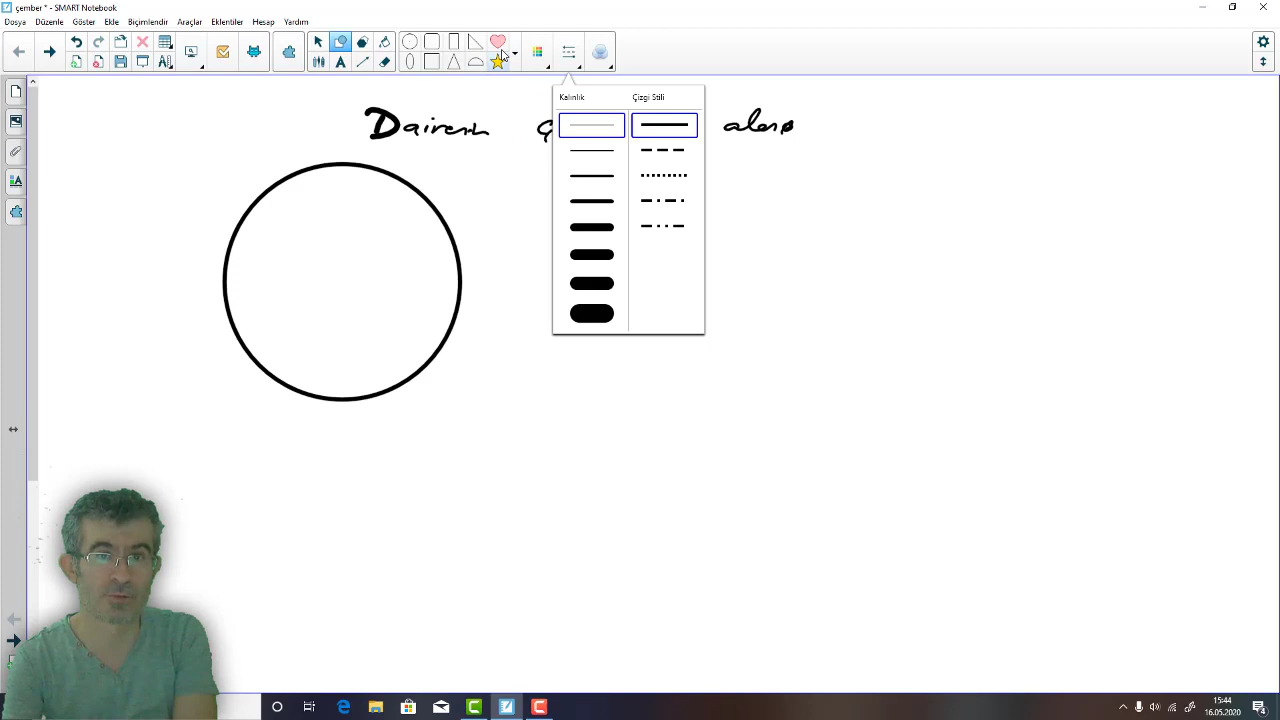 çember * - SMART Notebook
Dosya Düzenle Göster Ekle Biçimlendir Araçlar Eklentiler Hesap Yardım
Kalınlık Çizgi Stili
Dairenin alanı
15:44
16.05.2020